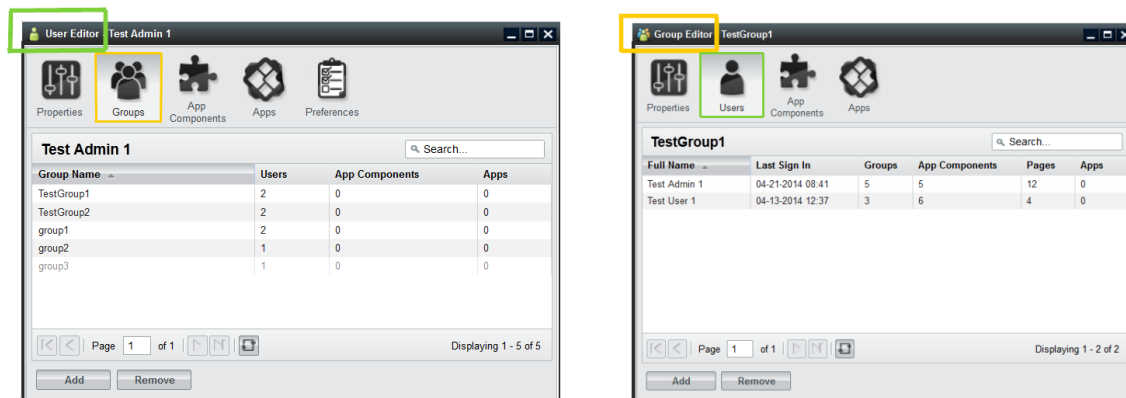 User Editor Test Admin 1
Properties Groups App Components Apps Preferences
Test Admin 1 Search...
Group Name Users App Components Apps
TestGroup1 2 0 0
TestGroup2 2 0 0
group1 2 0 0
group2 1 0 0
group3 1 0 0
Page 1 of 1 Displaying 1 - 5 of 5
Add Remove
Group Editor TestGroup1
Properties Users App Components Apps
TestGroup1 Search...
Full Name Last Sign In Groups App Components Pages Apps
Test Admin 1 04-21-2014 08:41 5 5 12 0
Test User 1 04-13-2014 12:37 3 6 4 0
Page 1 of 1 Displaying 1 - 2 of 2
Add Remove